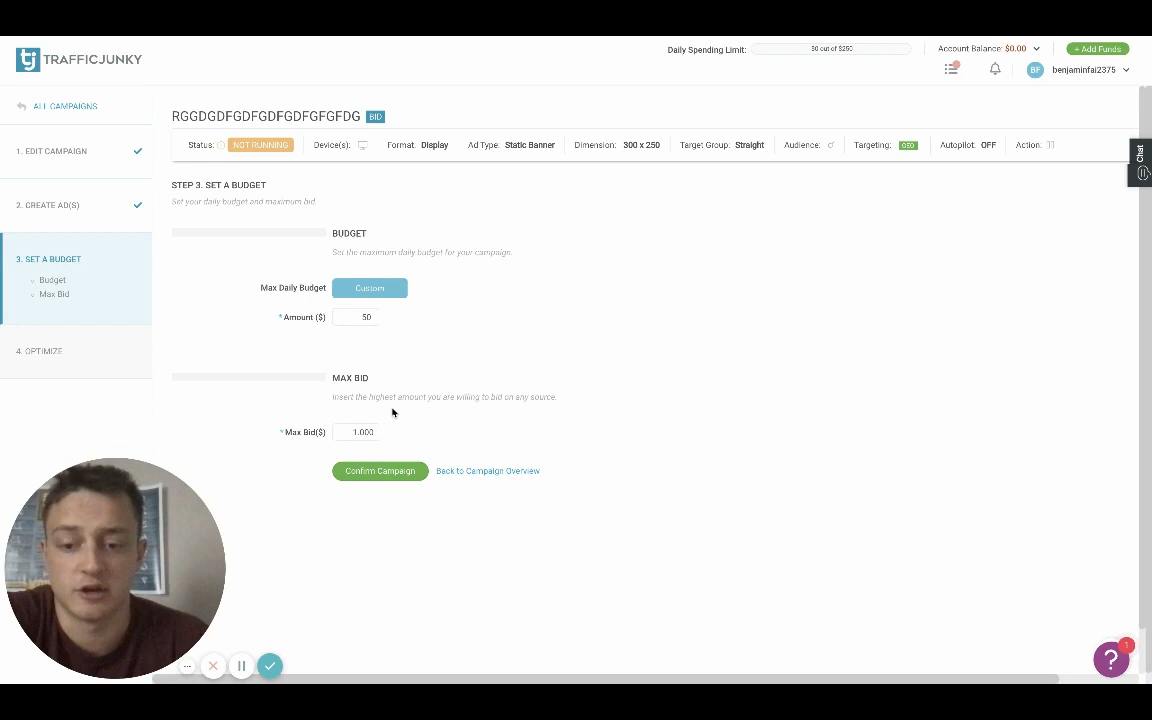 Daily Spending Limit: $0 out of $250 Account Balance: $0.00 + Add Funds
tj TRAFFICJUNKY
BF benjaminfai2375
ALL CAMPAIGNS
RGGDGDFGDFGDFGDFGFGFDG BID
Status: NOT RUNNING Device(s): Format: Display Ad Type: Static Banner Dimension: 300 x 250 Target Group: Straight Audience: Targeting: GEO Autopilot: OFF Action:
Chat
1. EDIT CAMPAIGN
STEP 3. SET A BUDGET
Set your daily budget and maximum bid.
2. CREATE AD(S)
BUDGET
Set the maximum daily budget for your campaign.
3. SET A BUDGET
Budget
Max Bid
Max Daily Budget Custom
*Amount ($) 50
4. OPTIMIZE
MAX BID
Insert the highest amount you are willing to bid on any source.
*Max Bid($) 1.000
Confirm Campaign Back to Campaign Overview
1
?